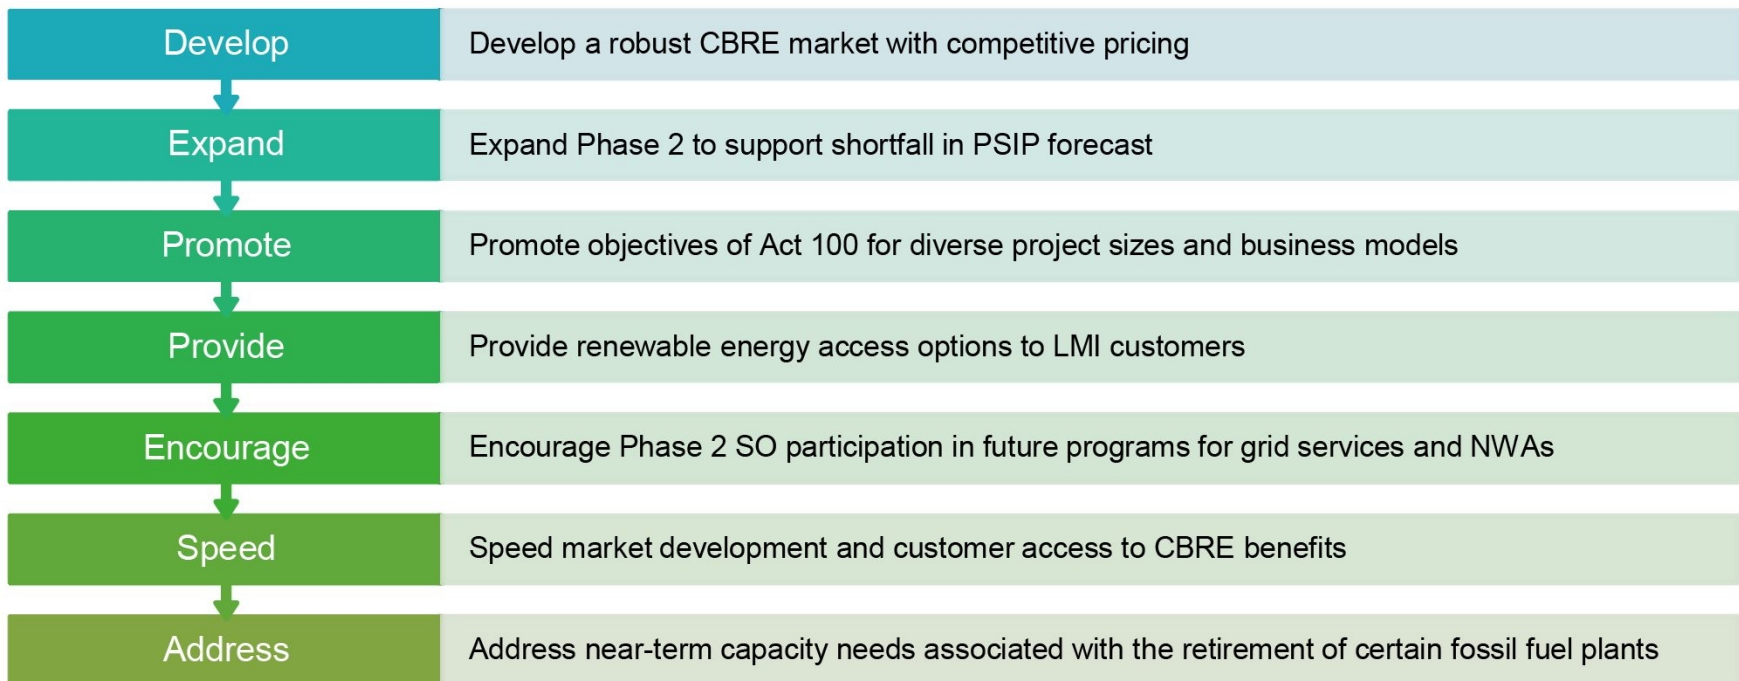 Develop
Develop a robust CBRE market with competitive pricing
Expand
Expand Phase 2 to support shortfall in PSIP forecast
Promote
Promote objectives of Act 100 for diverse project sizes and business models
Provide
Provide renewable energy access options to LMI customers
Encourage
Encourage Phase 2 SO participation in future programs for grid services and NWAs
Speed
Speed market development and customer access to CBRE benefits
Address
Address near-term capacity needs associated with the retirement of certain fossil fuel plants